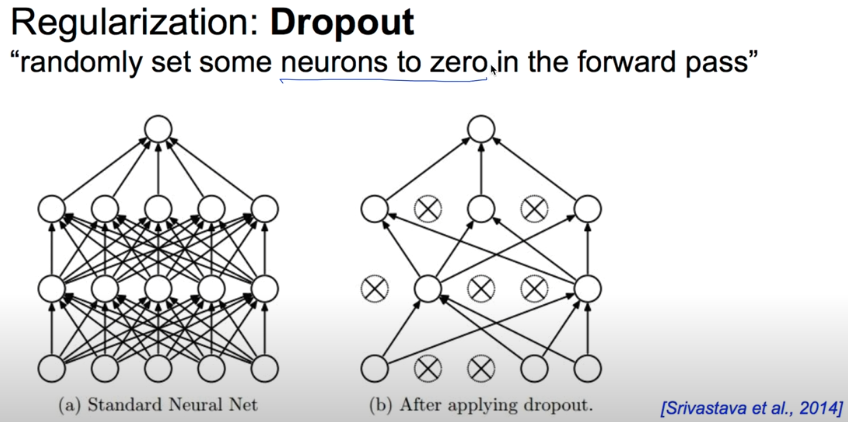 Regularization: Dropout
“randomly set some neurons to zero in the forward pass”
(a) Standard Neural Net
(b) After applying dropout.
[Srivastava et al., 2014]